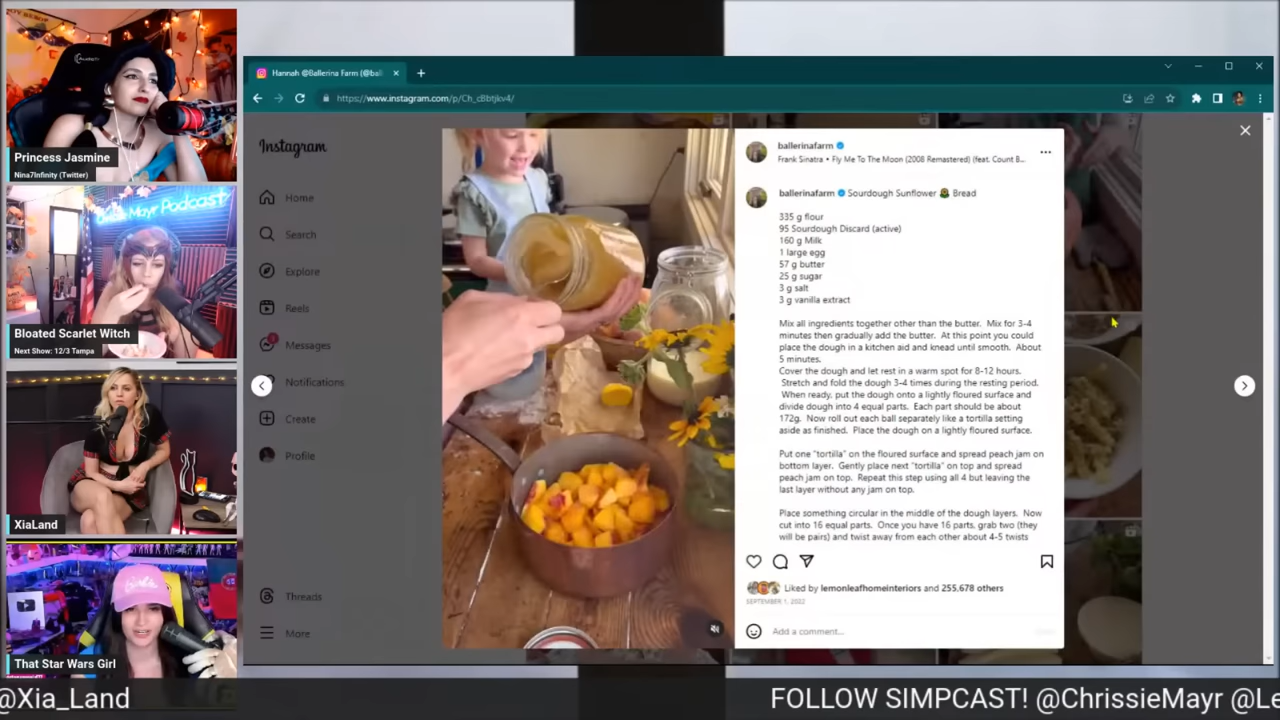 Princess Jasmine
Nina7Infinity (Twitter)
Chrissie Mayr Podcast
Bloated Scarlet Witch
Next Show: 12/3 Tampa
XiaLand
That Star Wars Girl
Hannah @Ballerina Farm (@bal
https://www.instagram.com/p/Ch_cBbtjkv4/
Instagram
Home
Search
Explore
Reels
Messages
Notifications
Create
Profile
Threads
More
ballerinafarm
Frank Sinatra • Fly Me To The Moon (2008 Remastered) (feat. Count B...
ballerinafarm Sourdough Sunflower 🌻 Bread
335 g flour
95 Sourdough Discard (active)
160 g Milk
1 large egg
57 g butter
25 g sugar
3 g salt
3 g vanilla extract
Mix all ingredients together other than the butter. Mix for 3-4
minutes then gradually add the butter. At this point you could
place the dough in a kitchen aid and knead until smooth. About
5 minutes.
Cover the dough and let rest in a warm spot for 8-12 hours.
Stretch and fold the dough 3-4 times during the resting period.
When ready, put the dough onto a lightly floured surface and
divide dough into 4 equal parts. Each part should be about
172g. Now roll out each ball separately like a tortilla setting
aside as finished. Place the dough on a lightly floured surface.
Put one "tortilla" on the floured surface and spread peach jam on
bottom layer. Gently place next "tortilla" on top and spread
peach jam on top. Repeat this step using all 4 but leaving the
last layer without any jam on top.
Place something circular in the middle of the dough layers. Now
cut into 16 equal parts. Once you have 16 parts, grab two (they
will be pairs) and twist away from each other about 4-5 twists
Liked by lemonleafhomeinteriors and 255,678 others
SEPTEMBER 1, 2022
Add a comment...
@Xia_Land
FOLLOW SIMPCAST! @ChrissieMayr @Le